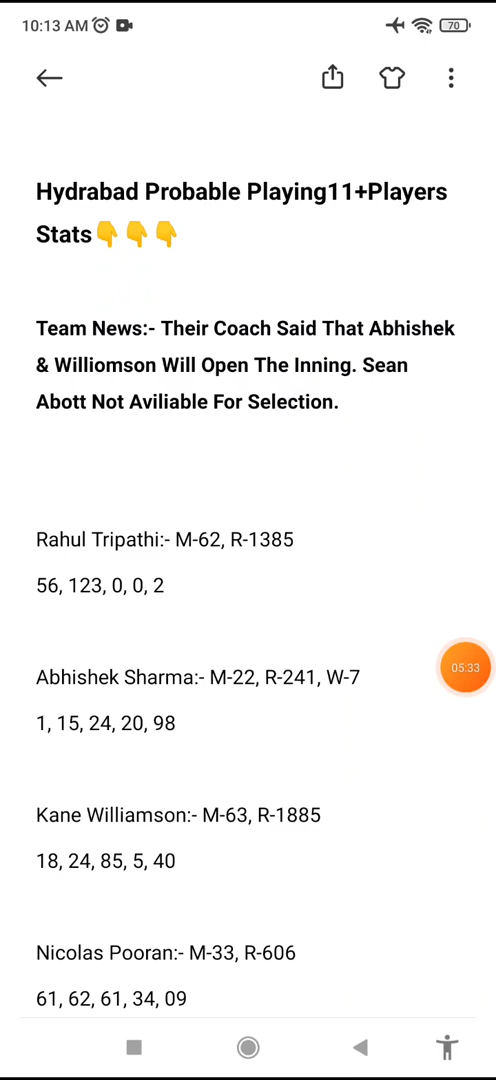 10:13 AM
70
Hydrabad Probable Playing11+Players
Stats👇👇👇
Team News:- Their Coach Said That Abhishek
& Williomson Will Open The Inning. Sean
Abott Not Aviliable For Selection.
Rahul Tripathi:- M-62, R-1385
56, 123, 0, 0, 2
05:33
Abhishek Sharma:- M-22, R-241, W-7
1, 15, 24, 20, 98
Kane Williamson:- M-63, R-1885
18, 24, 85, 5, 40
Nicolas Pooran:- M-33, R-606
61, 62, 61, 34, 09